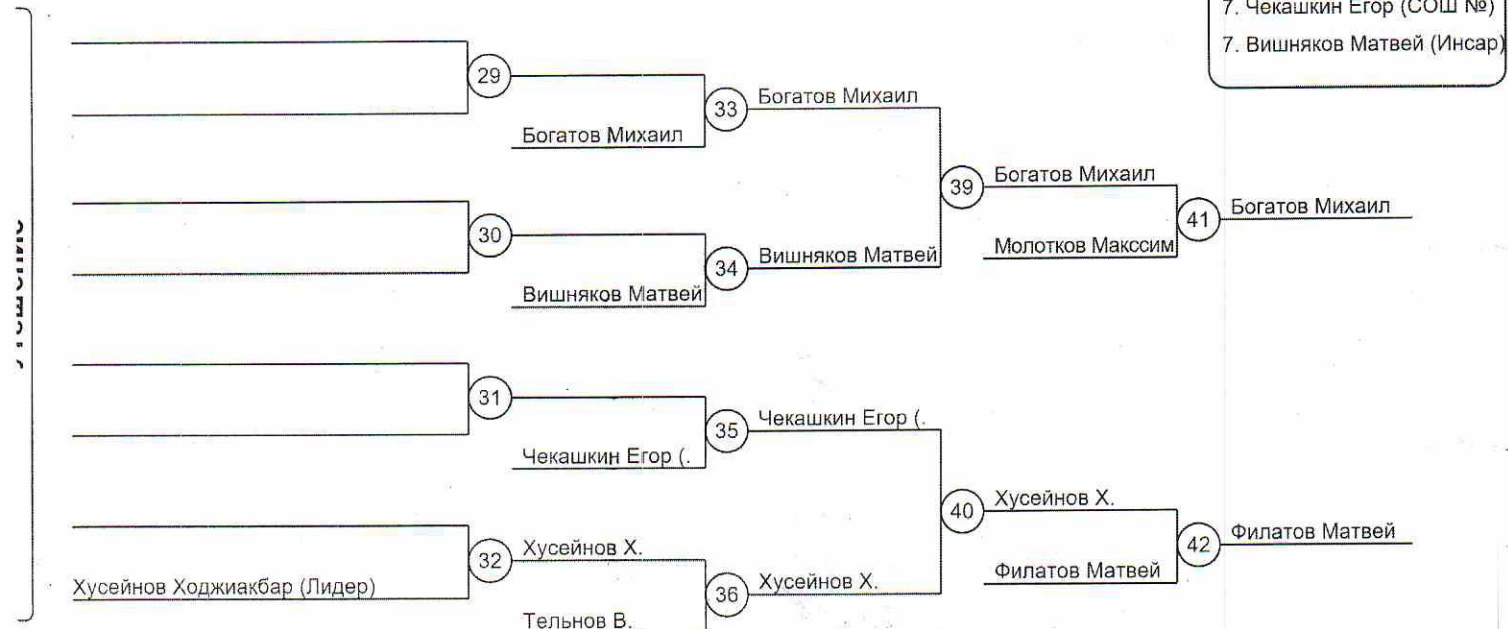 7. Чекашкин Егор (СОШ №)
7. Вишняков Матвей (Инсар)
29
33
Богатов Михаил
Богатов Михаил
39
Богатов Михаил
41
Богатов Михаил
30
34
Вишняков Матвей
Молотков Макссим
Вишняков Матвей
31
35
Чекашкин Егор (.
Чекашкин Егор (.
40
Хусейнов Х.
42
Филатов Матвей
32
Хусейнов Х.
Филатов Матвей
Хусейнов Ходжиакбар (Лидер)
36
Хусейнов Х.
Тельнов В.